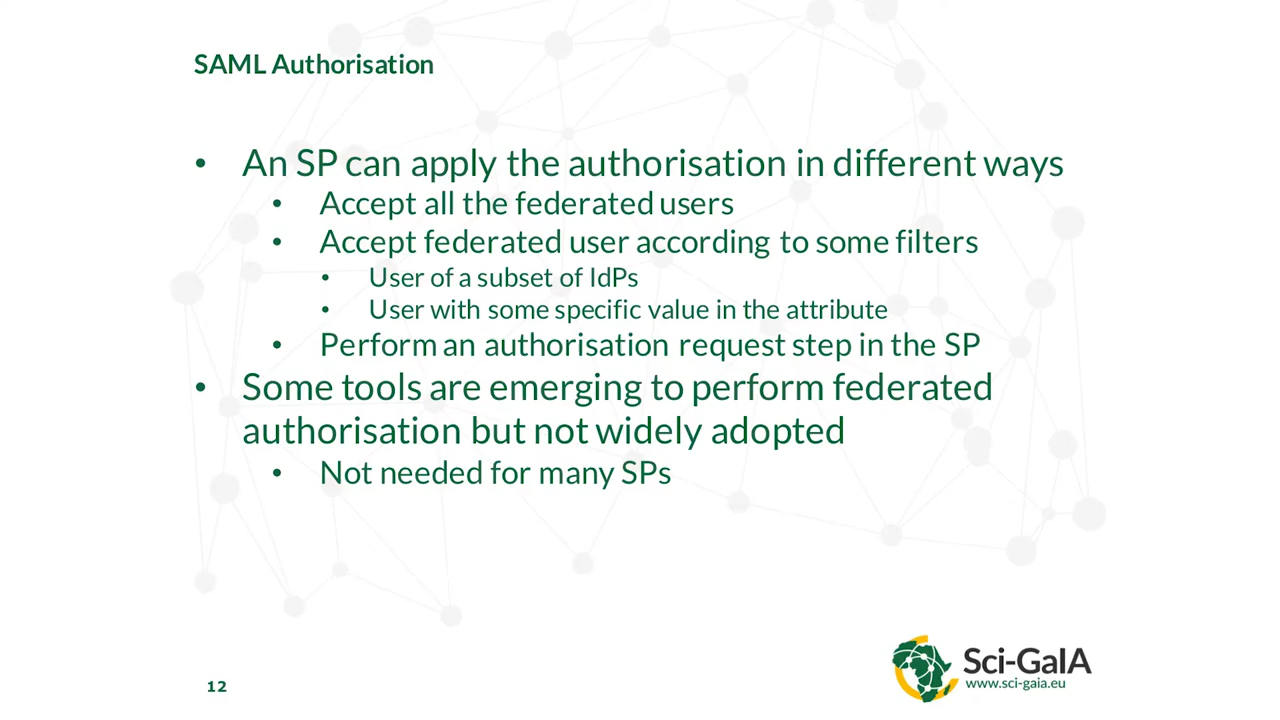 SAML Authorisation
• An SP can apply the authorisation in different ways
• Accept all the federated users
• Accept federated user according to some filters
• User of a subset of IdPs
• User with some specific value in the attribute
• Perform an authorisation request step in the SP
• Some tools are emerging to perform federated
authorisation but not widely adopted
• Not needed for many SPs
12
Sci-GaIA
www.sci-gaia.eu